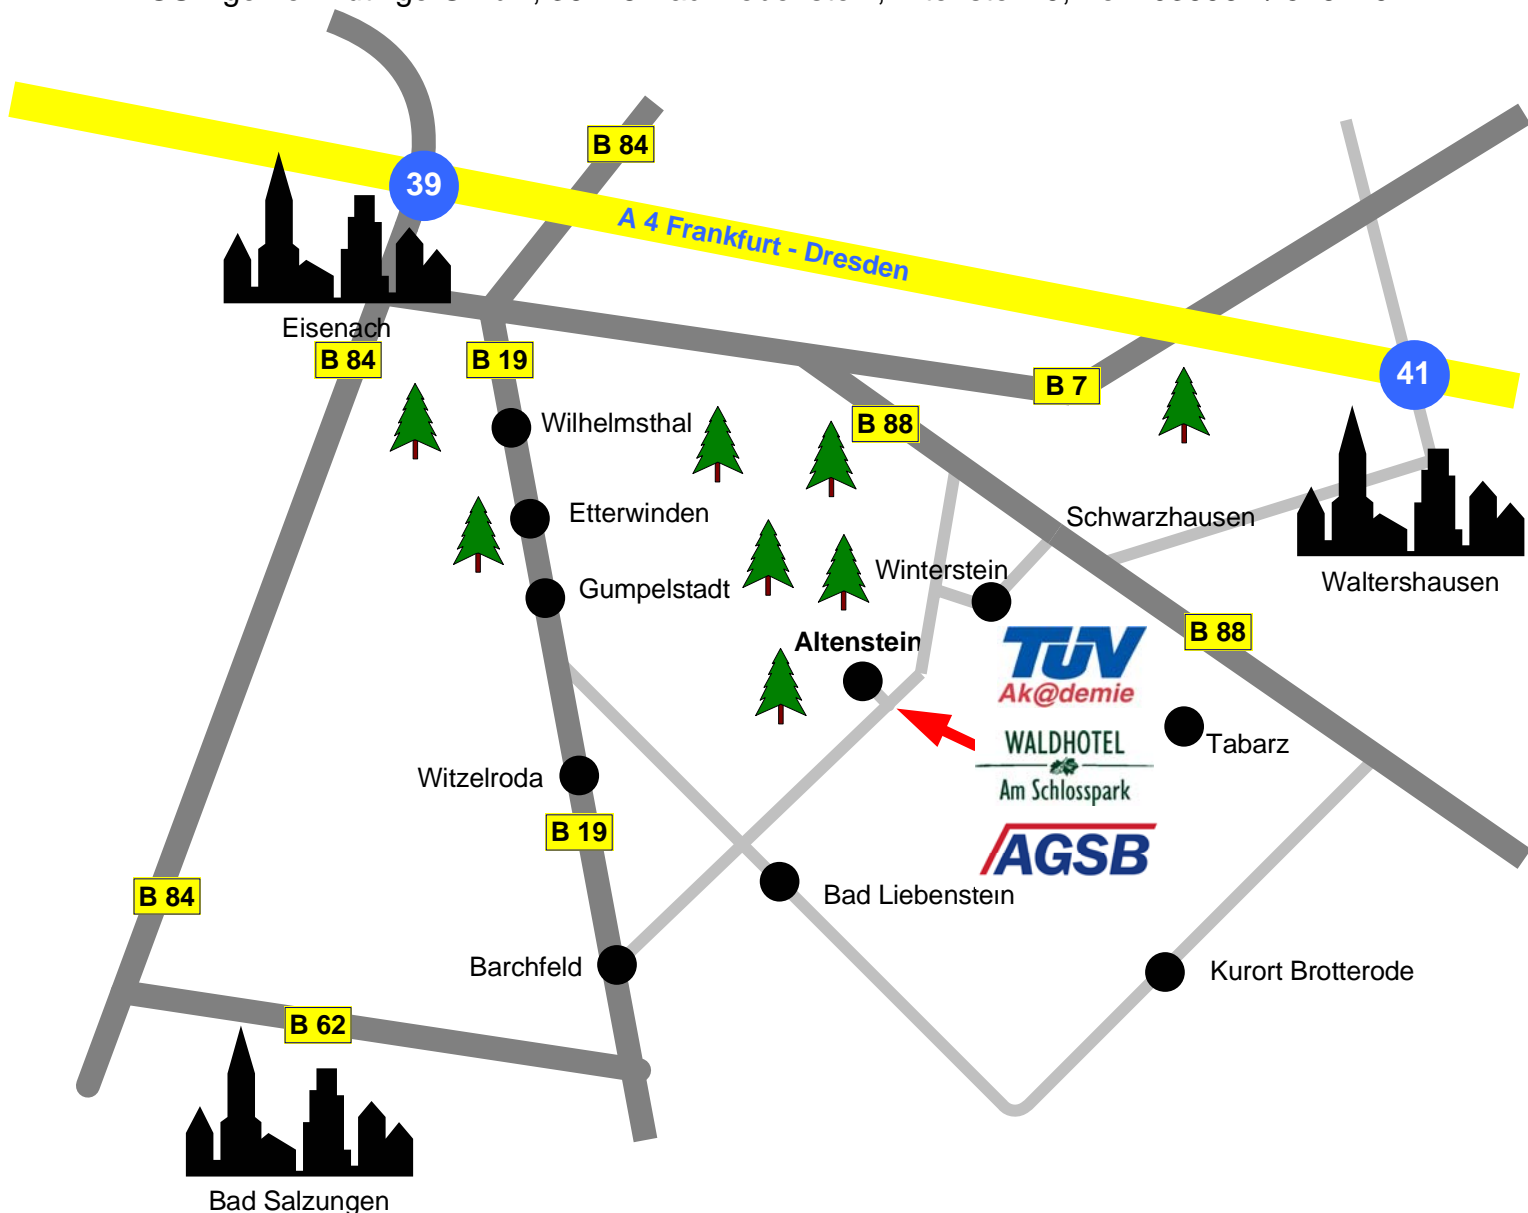 B 84
39
A 4 Frankfurt - Dresden
Eisenach
B 84
B 19
B 7
41
Wilhelmsthal
B 88
Etterwinden
Schwarzhausen
Winterstein
Waltershausen
Gumpelstadt
Altenstein
B 88
TÜV
Ak@demie
WALDHOTEL
Am Schlosspark
Tabarz
Witzelroda
B 19
AGSB
B 84
Bad Liebenstein
Barchfeld
Kurort Brotterode
B 62
Bad Salzungen